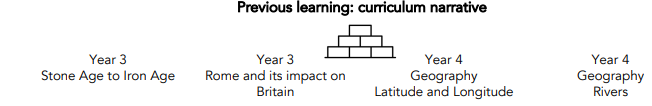 Previous learning: curriculum narrative
Year 3
Stone Age to Iron Age
Year 3
Rome and its impact on
Britain
Year 4
Geography
Latitude and Longitude
Year 4
Geography
Rivers